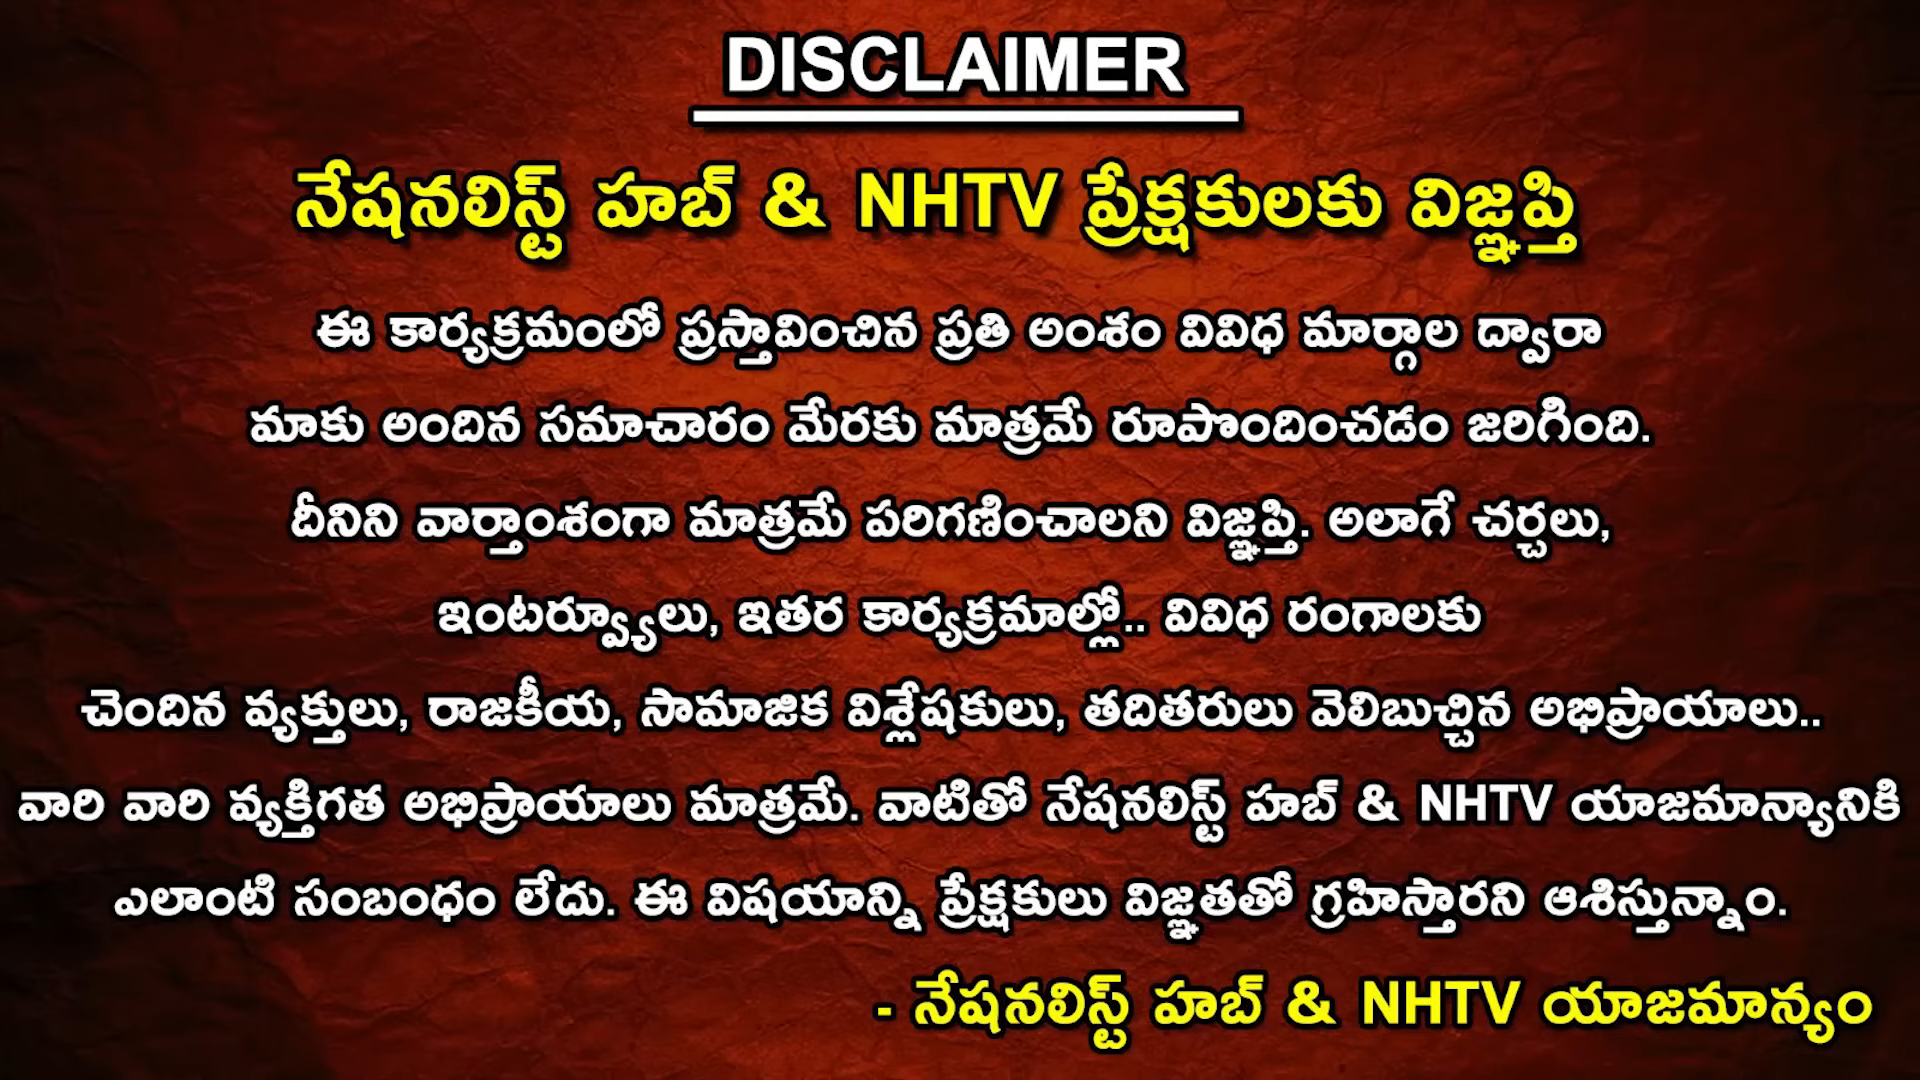 DISCLAIMER
నేషనలిస్ట్ హబ్ & NHTV ప్రేక్షకులకు విజ్ఞప్తి
ఈ కార్యక్రమంలో ప్రస్తావించిన ప్రతి అంశం వివిధ మార్గాల ద్వారా
మాకు అందిన సమాచారం మేరకు మాత్రమే రూపొందించడం జరిగింది.
దీనిని వార్తాంశంగా మాత్రమే పరిగణించాలని విజ్ఞప్తి. అలాగే చర్చలు,
ఇంటర్వ్యూలు, ఇతర కార్యక్రమాల్లో.. వివిధ రంగాలకు
చెందిన వ్యక్తులు, రాజకీయ, సామాజిక విశ్లేషకులు, తదితరులు వెలిబుచ్చిన అభిప్రాయాలు..
వారి వారి వ్యక్తిగత అభిప్రాయాలు మాత్రమే. వాటితో నేషనలిస్ట్ హబ్ & NHTV యాజమాన్యానికి
ఎలాంటి సంబంధం లేదు. ఈ విషయాన్ని ప్రేక్షకులు విజ్ఞతతో గ్రహిస్తారని ఆశిస్తున్నాం.
- నేషనలిస్ట్ హబ్ & NHTV యాజమాన్యం